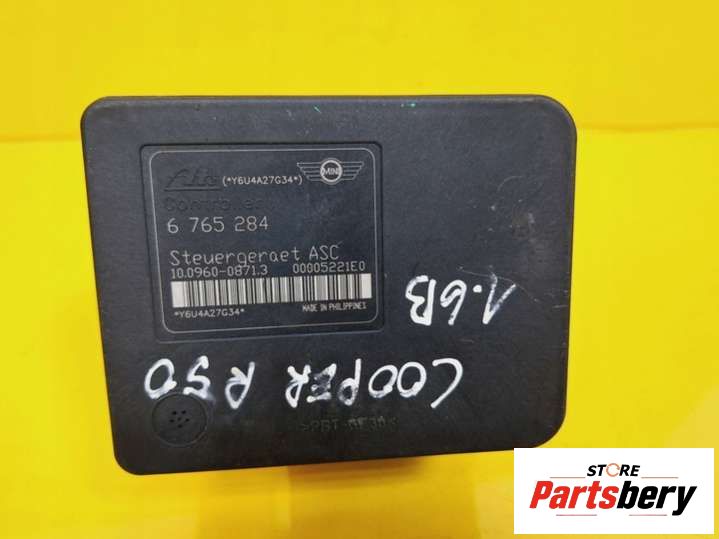 Ate (*Y6U4A27G34*) MINI
Controller
6 765 284
Steuergeraet ASC
10.0960-0871.3 00005221E0
*Y6U4A27G34* MADE IN PHILIPPINES
1.6B
COOPER R50
STORE
Partsbery